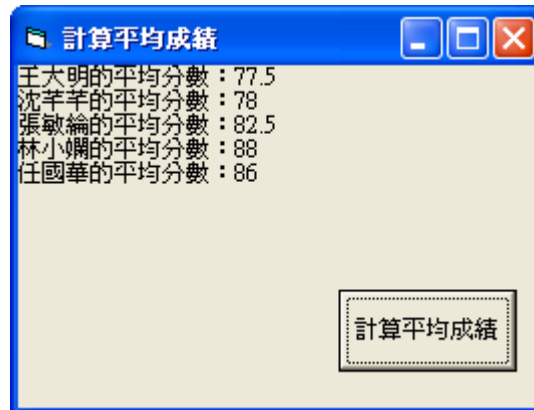 計算平均成績
王大明的平均分數：77.5
沈芊芊的平均分數：78
張敏綸的平均分數：82.5
林小嫻的平均分數：88
任國華的平均分數：86
計算平均成績